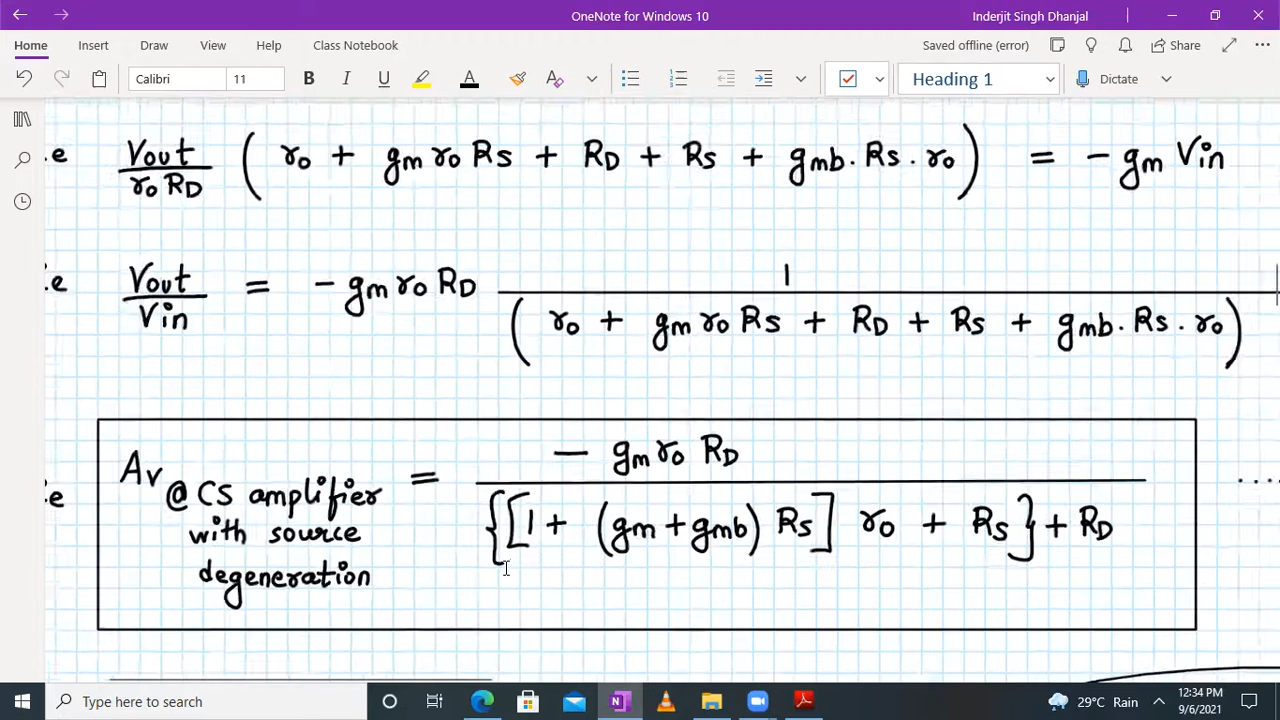 OneNote for Windows 10
Inderjit Singh Dhanjal
Home Insert Draw View Help Class Notebook Saved offline (error) Share
Calibri 11 B I U A Heading 1 Dictate
ie Vout/(ro RD) ( ro + gm ro Rs + RD + Rs + gmb. Rs. ro ) = - gm Vin
ie Vout/Vin = - gm ro RD 1/( ro + gm ro Rs + RD + Rs + gmb. Rs. ro )
- gm ro RD
ie Av @ CS amplifier = ....
with source {[1 + (gm + gmb) Rs] ro + Rs} + RD
degeneration
Type here to search
29°C Rain
12:34 PM
9/6/2021